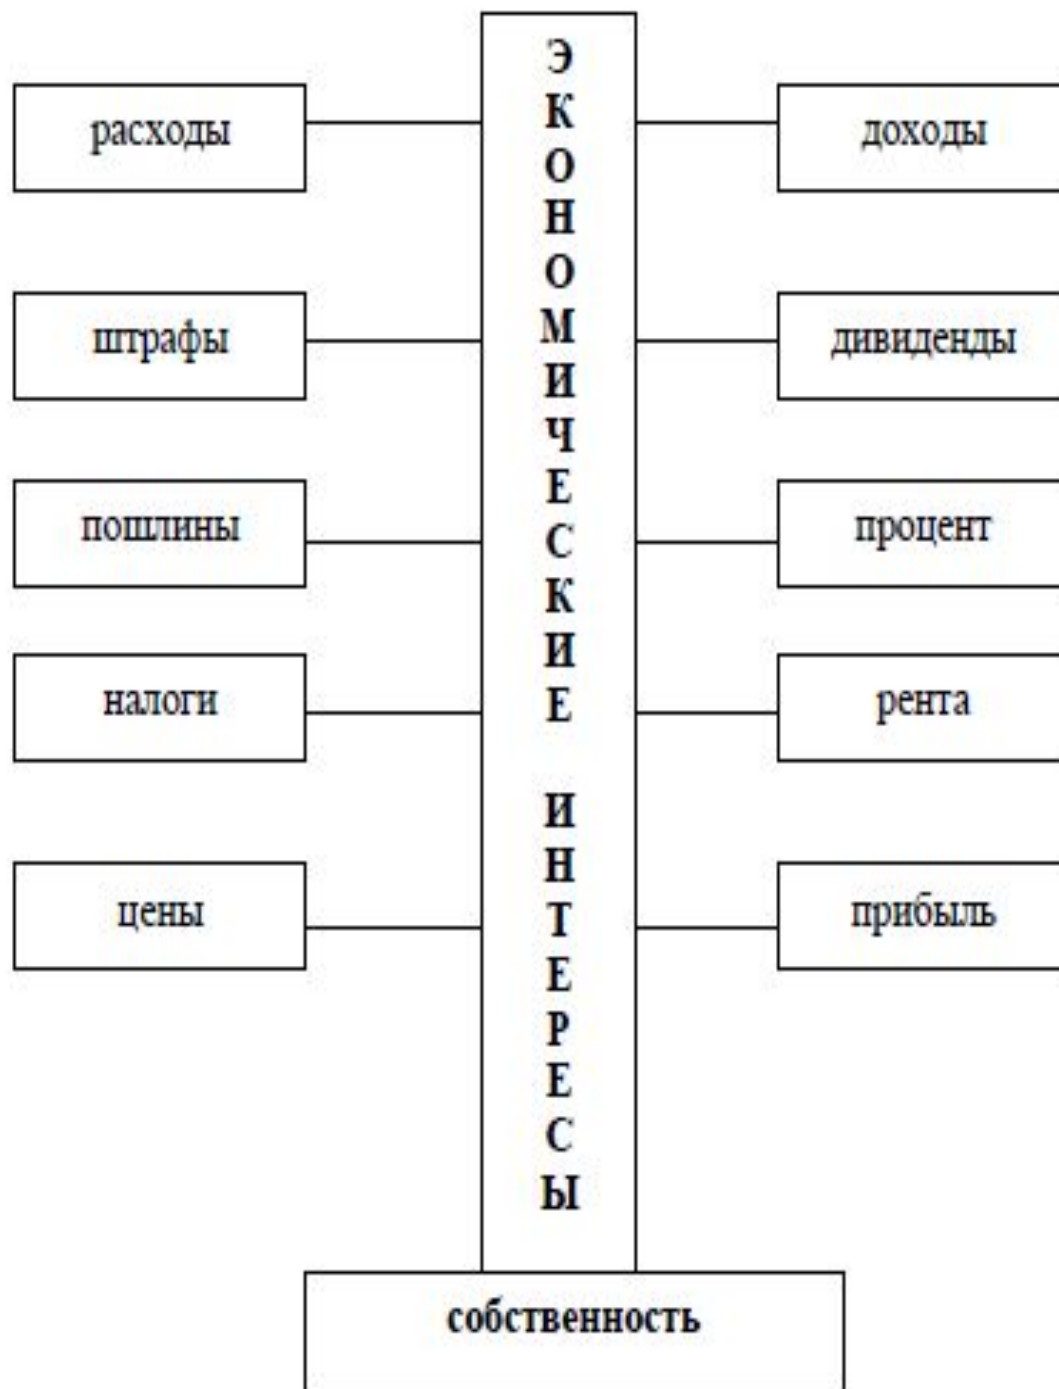 ЭКОНОМИЧЕСКИЕ ИНТЕРЕСЫ
расходы
доходы
штрафы
дивиденды
пошлины
процент
налоги
рента
цены
прибыль
собственность